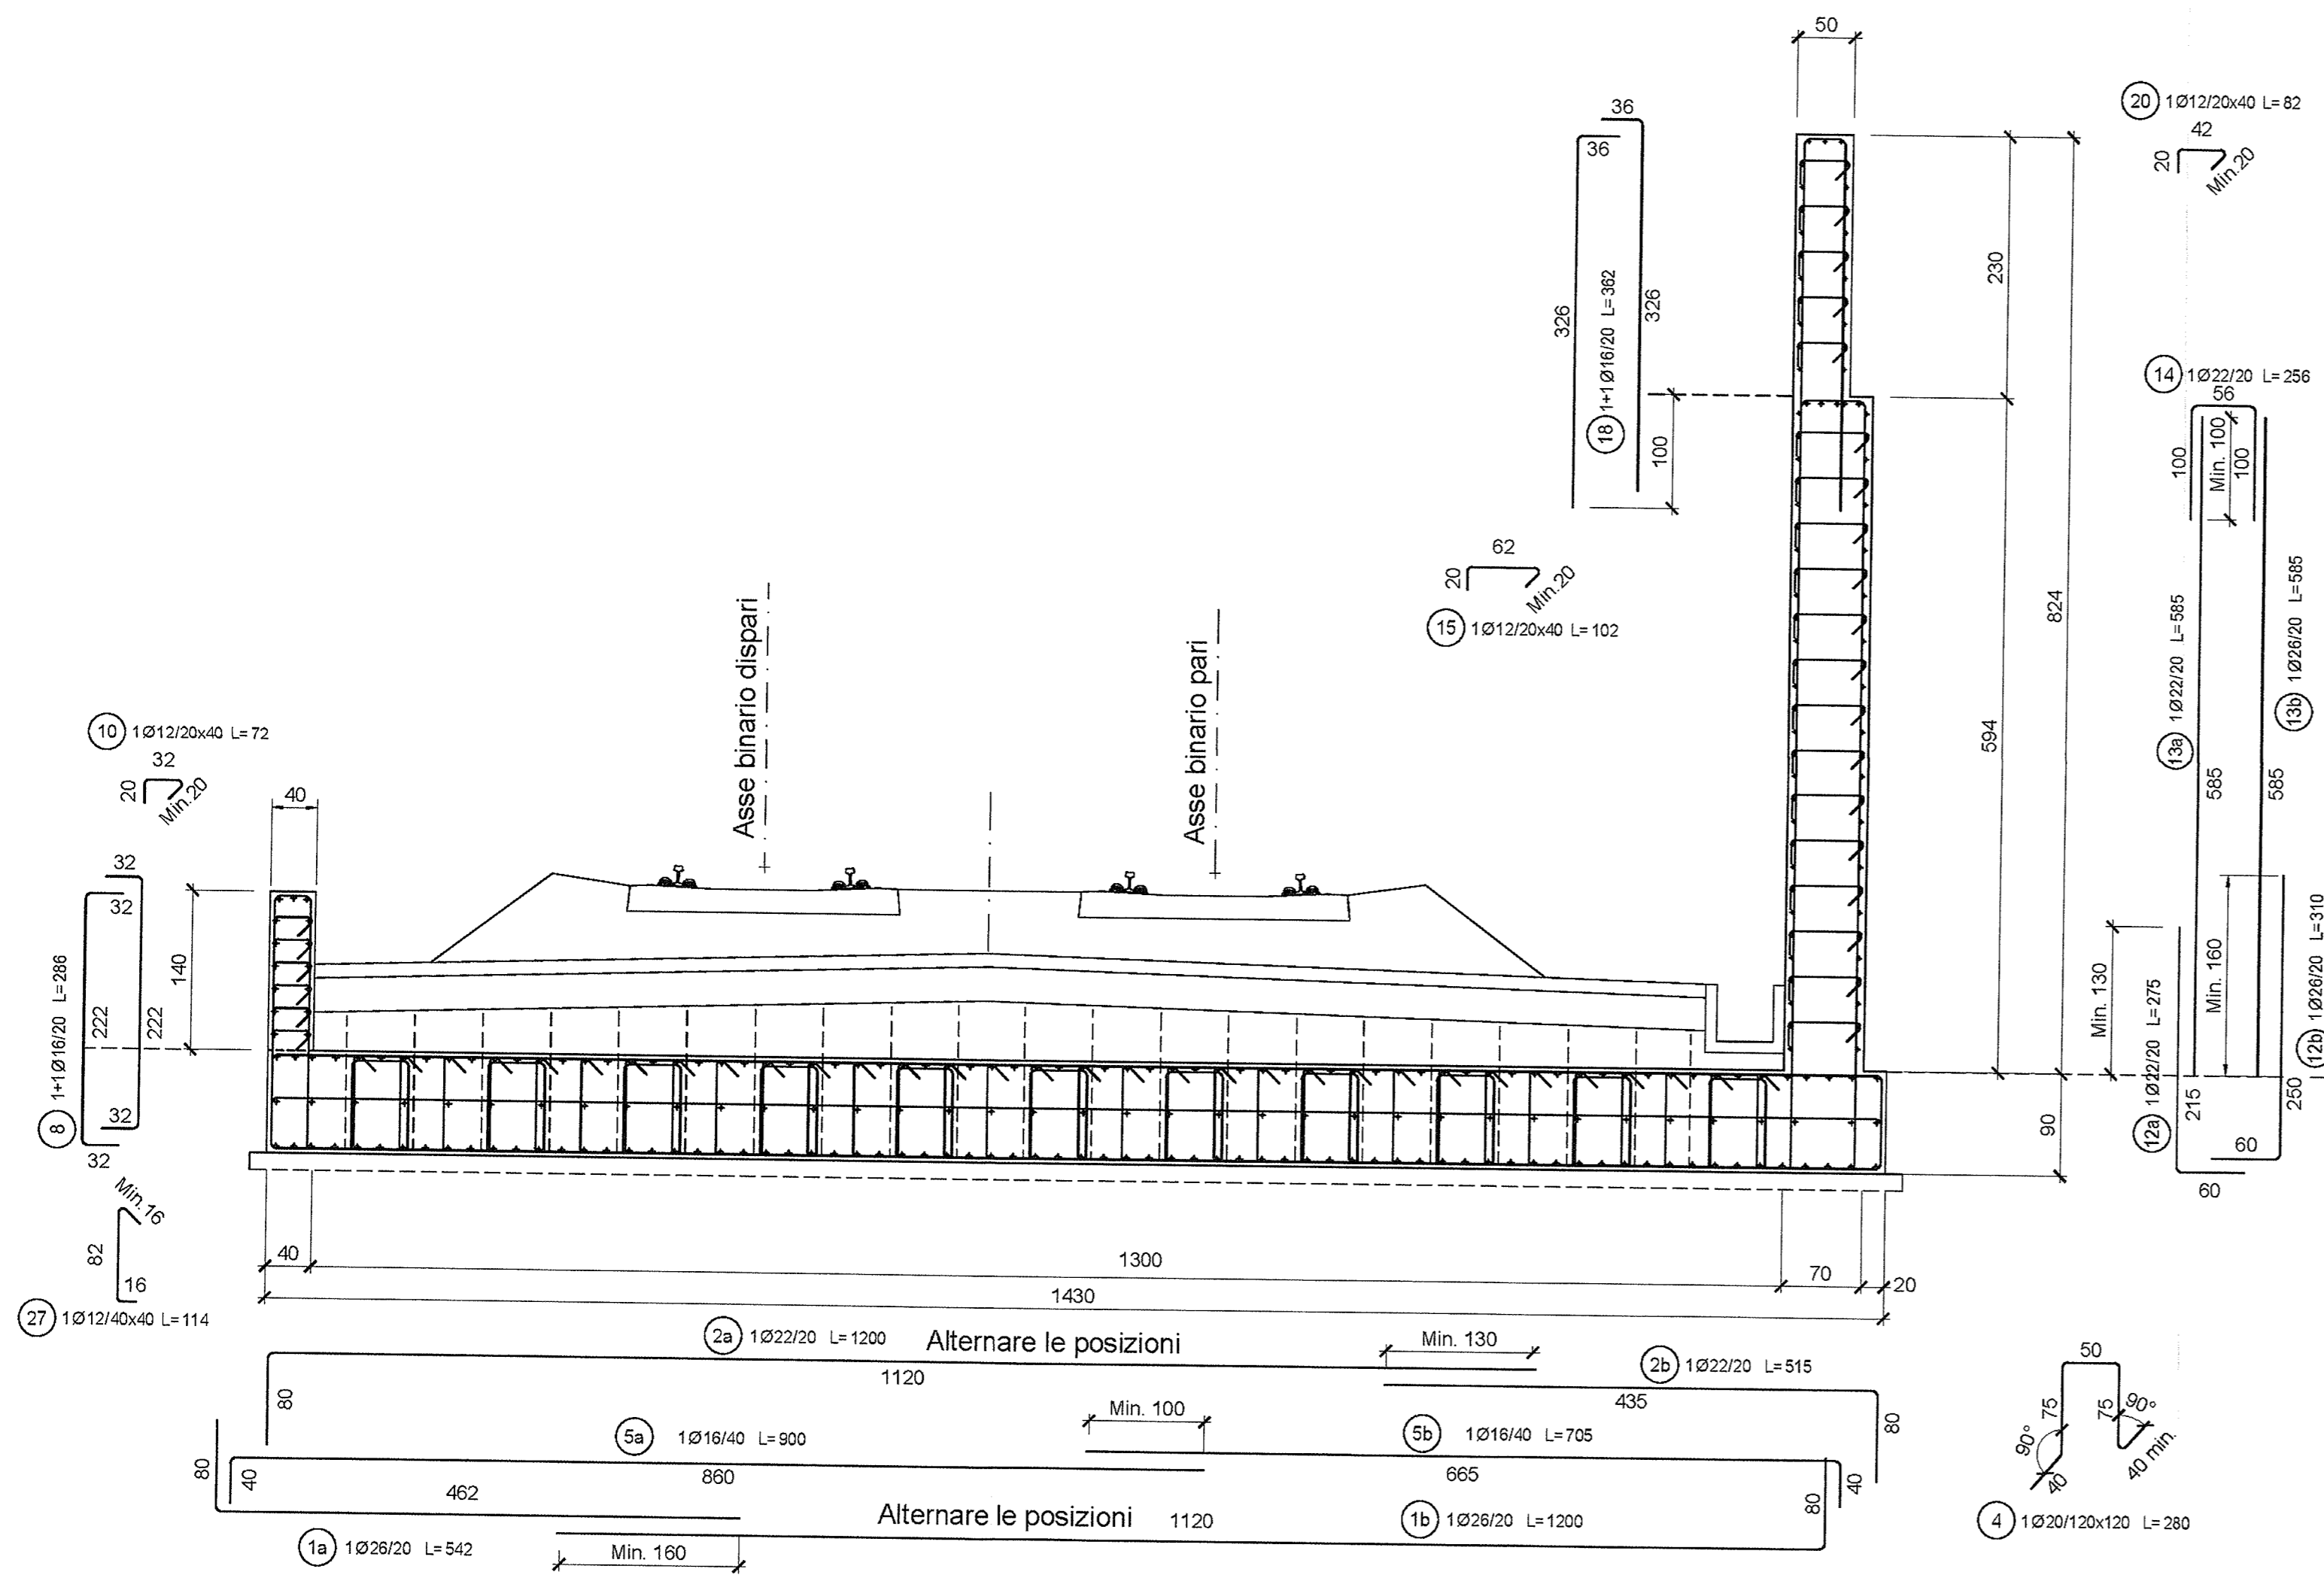 50
36
36
326
326
18 1+1Ø16/20 L=362
100
20 1Ø12/20x40 L=82
42
20
Min.20
230
824
594
90
14 1Ø22/20 L=256
56
100
Min. 100
100
13a 1Ø22/20 L=585
585
13b 1Ø26/20 L=585
585
62
20
Min.20
15 1Ø12/20x40 L=102
Asse binario dispari
Asse binario pari
10 1Ø12/20x40 L=72
32
20
Min.20
40
32
32
8 1+1Ø16/20 L=286
222
222
140
32
32
Min. 130
12a 1Ø22/20 L=275
215
Min. 160
12b 1Ø26/20 L=310
250
60
60
Min. 16
82
16
27 1Ø12/40x40 L=114
40
1300
70
20
1430
2a 1Ø22/20 L=1200
Alternare le posizioni
Min. 130
2b 1Ø22/20 L=515
80
1120
435
80
5a 1Ø16/40 L=900
Min. 100
5b 1Ø16/40 L=705
80
40
860
665
40
80
462
Alternare le posizioni
1120
1b 1Ø26/20 L=1200
1a 1Ø26/20 L=542
Min. 160
50
75
75
90°
90°
40
40 min.
4 1Ø20/120x120 L=280